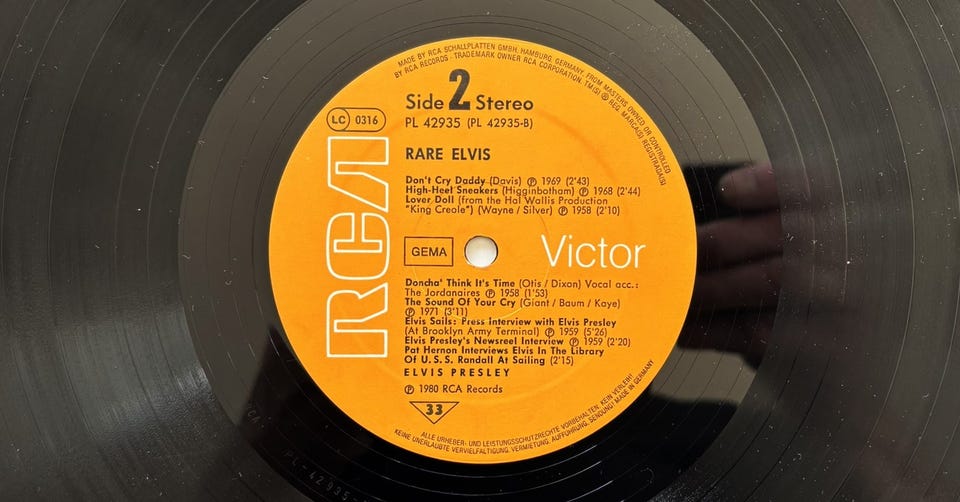 MADE BY RCA SCHALLPLATTEN GMBH, HAMBURG, GERMANY, FROM MASTERS OWNED OR CONTROLLED
BY RCA RECORDS · TRADEMARK OWNER RCA CORPORATION. TM(S) ® REG. MARCA(S) REGISTRADA(S)
Side 2 Stereo
PL 42935 (PL 42935-B)
LC 0316
RCA
RARE ELVIS
Don't Cry Daddy (Davis) ℗ 1969 (2'43)
High-Heel Sneakers (Higginbotham) ℗ 1968 (2'44)
Lover Doll (from the Hal Wallis Production
"King Creole") (Wayne / Silver) ℗ 1958 (2'10)
GEMA
Victor
Doncha' Think It's Time (Otis / Dixon) Vocal acc.:
The Jordanaires ℗ 1958 (1'53)
The Sound Of Your Cry (Giant / Baum / Kaye)
℗ 1971 (3'11)
Elvis Sails: Press Interview with Elvis Presley
(At Brooklyn Army Terminal) ℗ 1959 (5'26)
Elvis Presley's Newsreel Interview ℗ 1959 (2'20)
Pat Hernon Interviews Elvis In The Library
Of U.S.S. Randall At Sailing (2'15)
ELVIS PRESLEY
℗ 1980 RCA Records
33
ALLE URHEBER- UND LEISTUNGSSCHUTZRECHTE VORBEHALTEN. KEIN VERLEIH!
KEINE UNERLAUBTE VERVIELFALTIGUNG, VERMIETUNG, AUFFÜHRUNG, SENDUNG! MADE IN GERMANY